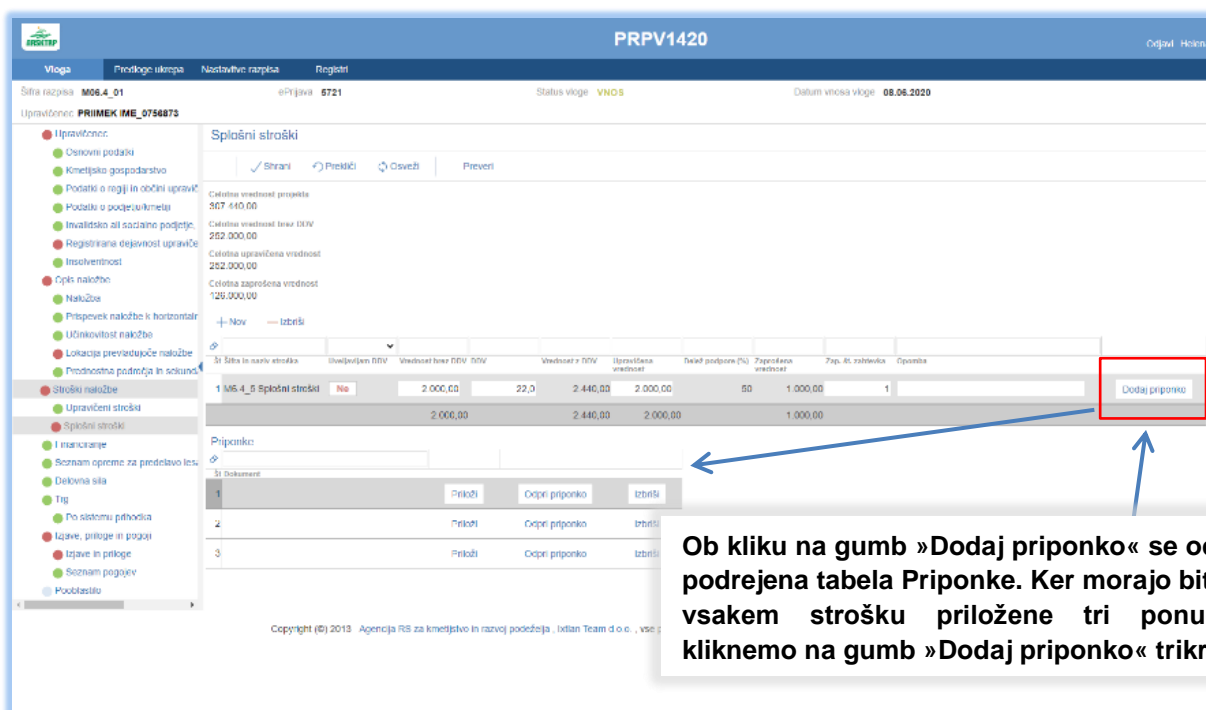 ARSKTRP
PRPV1420
Odjavi Helen
Vloga Predloge ukrepa Nastavitve razpisa Registri
Šifra razpisa M06.4_01 ePrijava 5721 Status vloge VNOS Datum vnosa vloge 08.06.2020
Upravičenec PRIIMEK IME_0756873
Upravičenec
Osnovni podatki
Kmetijsko gospodarstvo
Podatki o regiji in občini upravič
Podatki o podjetju/kmetiji
Invalidsko ali socialno podjetje,
Registrirana dejavnost upraviče
Insolventnost
Opis naložbe
Naložba
Prispevek naložbe k horizontalr
Učinkovitost naložbe
Lokacija prevladujoče naložbe
Prednostna področja in sekund
Stroški naložbe
Upravičeni stroški
Splošni stroški
Financiranje
Seznam opreme za predelavo les
Delovna sila
Trg
Po sistemu prihodka
Izjave, priloge in pogoji
Izjave in priloge
Seznam pogojev
Pooblastilo
Splošni stroški
Shrani Prekliči Osveži Preveri
Celotna vrednost projekta
307.440,00
Celotna vrednost brez DDV
252.000,00
Celotna upravičena vrednost
252.000,00
Celotna zaprošena vrednost
126.000,00
Nov Izbriši
Št Šifra in naziv stroška Uveljavljam DDV Vrednost brez DDV DDV Vrednost z DDV Upravičena vrednost Delež podpore (%) Zaprošena vrednost Zap. št. zahtevka Opomba
1 M6.4_5 Splošni stroški Ne 2.000,00 22,0 2.440,00 2.000,00 50 1.000,00 1 Dodaj priponko
2.000,00 2.440,00 2.000,00 1.000,00
Priponke
Št Dokument
1 Priloži Odpri priponko Izbriši
2 Priloži Odpri priponko Izbriši
3 Priloži Odpri priponko Izbriši
Ob kliku na gumb »Dodaj priponko« se od
podrejena tabela Priponke. Ker morajo bit
vsakem strošku priložene tri ponu
kliknemo na gumb »Dodaj priponko« trikr
Copyright (©) 2013 Agencija RS za kmetijstvo in razvoj podeželja , Ixtlan Team d.o.o. , vse p